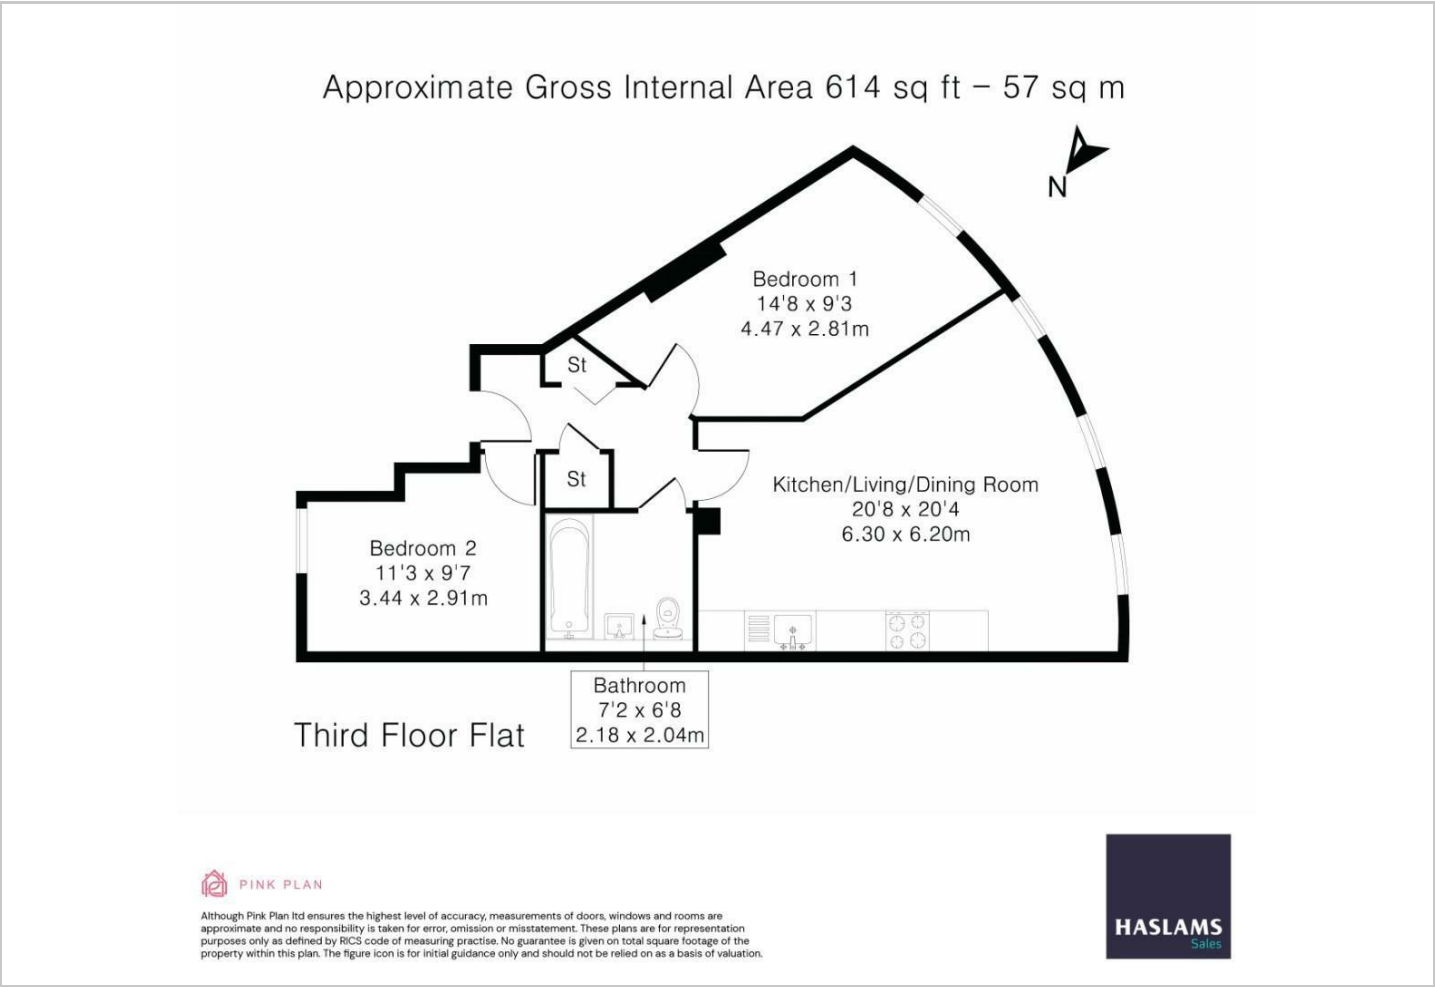 Approximate Gross Internal Area 614 sq ft – 57 sq m
N
Bedroom 1
14'8 x 9'3
4.47 x 2.81m
St
St
Kitchen/Living/Dining Room
20'8 x 20'4
6.30 x 6.20m
Bedroom 2
11'3 x 9'7
3.44 x 2.91m
Bathroom
7'2 x 6'8
2.18 x 2.04m
Third Floor Flat
PINK PLAN
Although Pink Plan ltd ensures the highest level of accuracy, measurements of doors, windows and rooms are
approximate and no responsibility is taken for error, omission or misstatement. These plans are for representation
purposes only as defined by RICS code of measuring practise. No guarantee is given on total square footage of the
property within this plan. The figure icon is for initial guidance only and should not be relied on as a basis of valuation.
HASLAMS
Sales